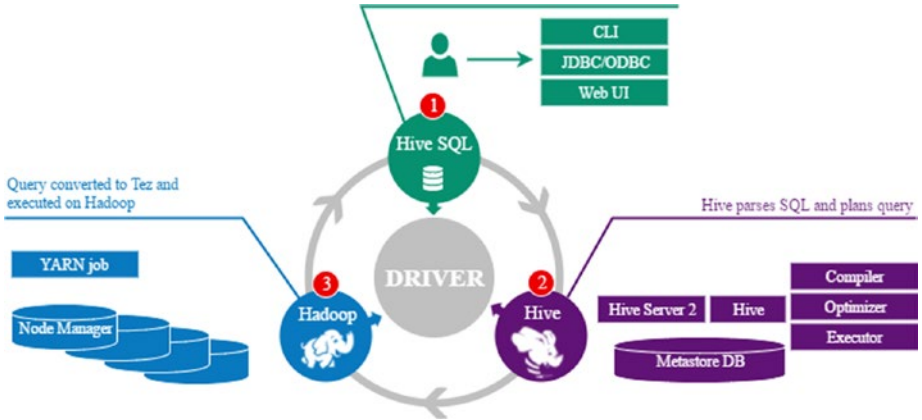 CLI
JDBC/ODBC
Web UI
1
Hive SQL
Query converted to Tez and
executed on Hadoop
Hive parses SQL and plans query
DRIVER
YARN job
Node Manager
3
Hadoop
2
Hive
Hive Server 2
Hive
Metastore DB
Compiler
Optimizer
Executor